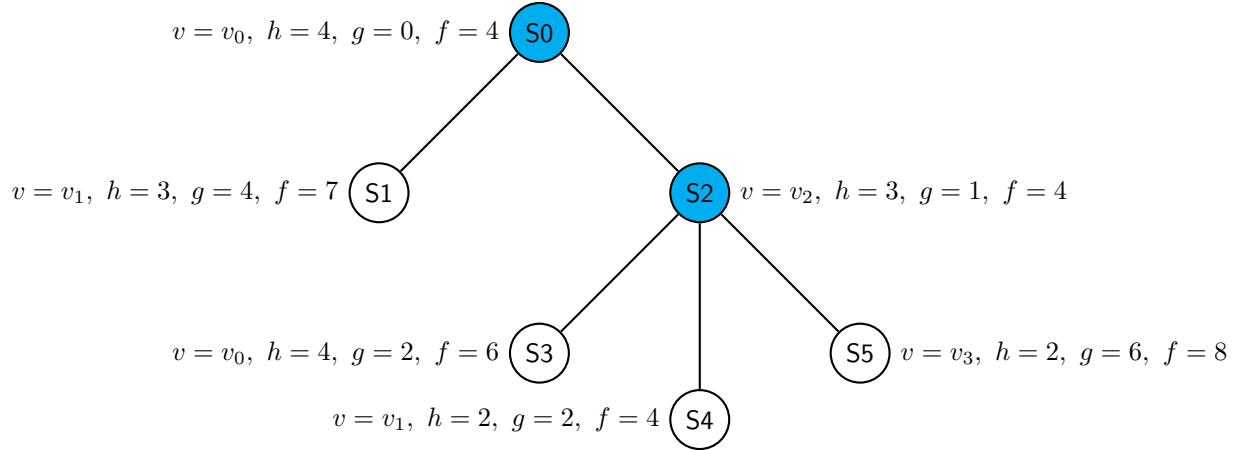 v = v₀, h = 4, g = 0, f = 4 S0
v = v₁, h = 3, g = 4, f = 7 S1
S2 v = v₂, h = 3, g = 1, f = 4
v = v₀, h = 4, g = 2, f = 6 S3
S5 v = v₃, h = 2, g = 6, f = 8
v = v₁, h = 2, g = 2, f = 4 S4